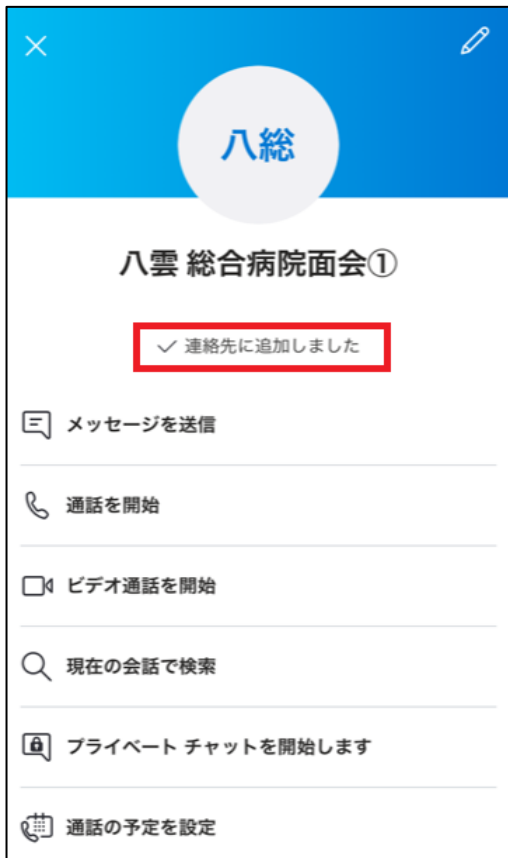 八総
八雲 総合病院面会①
連絡先に追加しました
メッセージを送信
通話を開始
ビデオ通話を開始
現在の会話で検索
プライベート チャットを開始します
通話の予定を設定